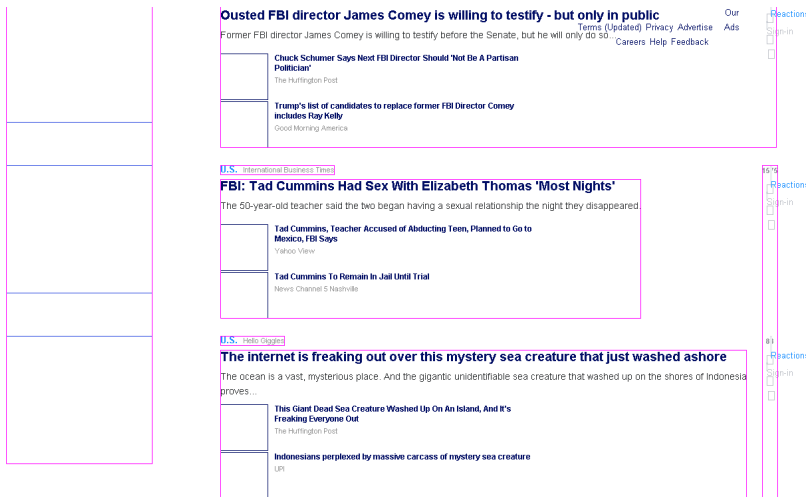 Ousted FBI director James Comey is willing to testify - but only in public
Our
Reactions
Terms (Updated) Privacy Advertise Ads
Sign-in
Former FBI director James Comey is willing to testify before the Senate, but he will only do so...
Careers Help Feedback
Chuck Schumer Says Next FBI Director Should 'Not Be A Partisan
Politician'
The Huffington Post
Trump's list of candidates to replace former FBI Director Comey
includes Ray Kelly
Good Morning America
U.S. International Business Times
FBI: Tad Cummins Had Sex With Elizabeth Thomas 'Most Nights'
Reactions
Sign-in
The 50-year-old teacher said the two began having a sexual relationship the night they disappeared.
Tad Cummins, Teacher Accused of Abducting Teen, Planned to Go to
Mexico, FBI Says
Yahoo View
Tad Cummins To Remain In Jail Until Trial
News Channel 5 Nashville
U.S. Hello Giggles
The internet is freaking out over this mystery sea creature that just washed ashore
Reactions
Sign-in
The ocean is a vast, mysterious place. And the gigantic unidentifiable sea creature that washed up on the shores of Indonesia
proves...
This Giant Dead Sea Creature Washed Up On An Island, And It's
Freaking Everyone Out
The Huffington Post
Indonesians perplexed by massive carcass of mystery sea creature
UPI